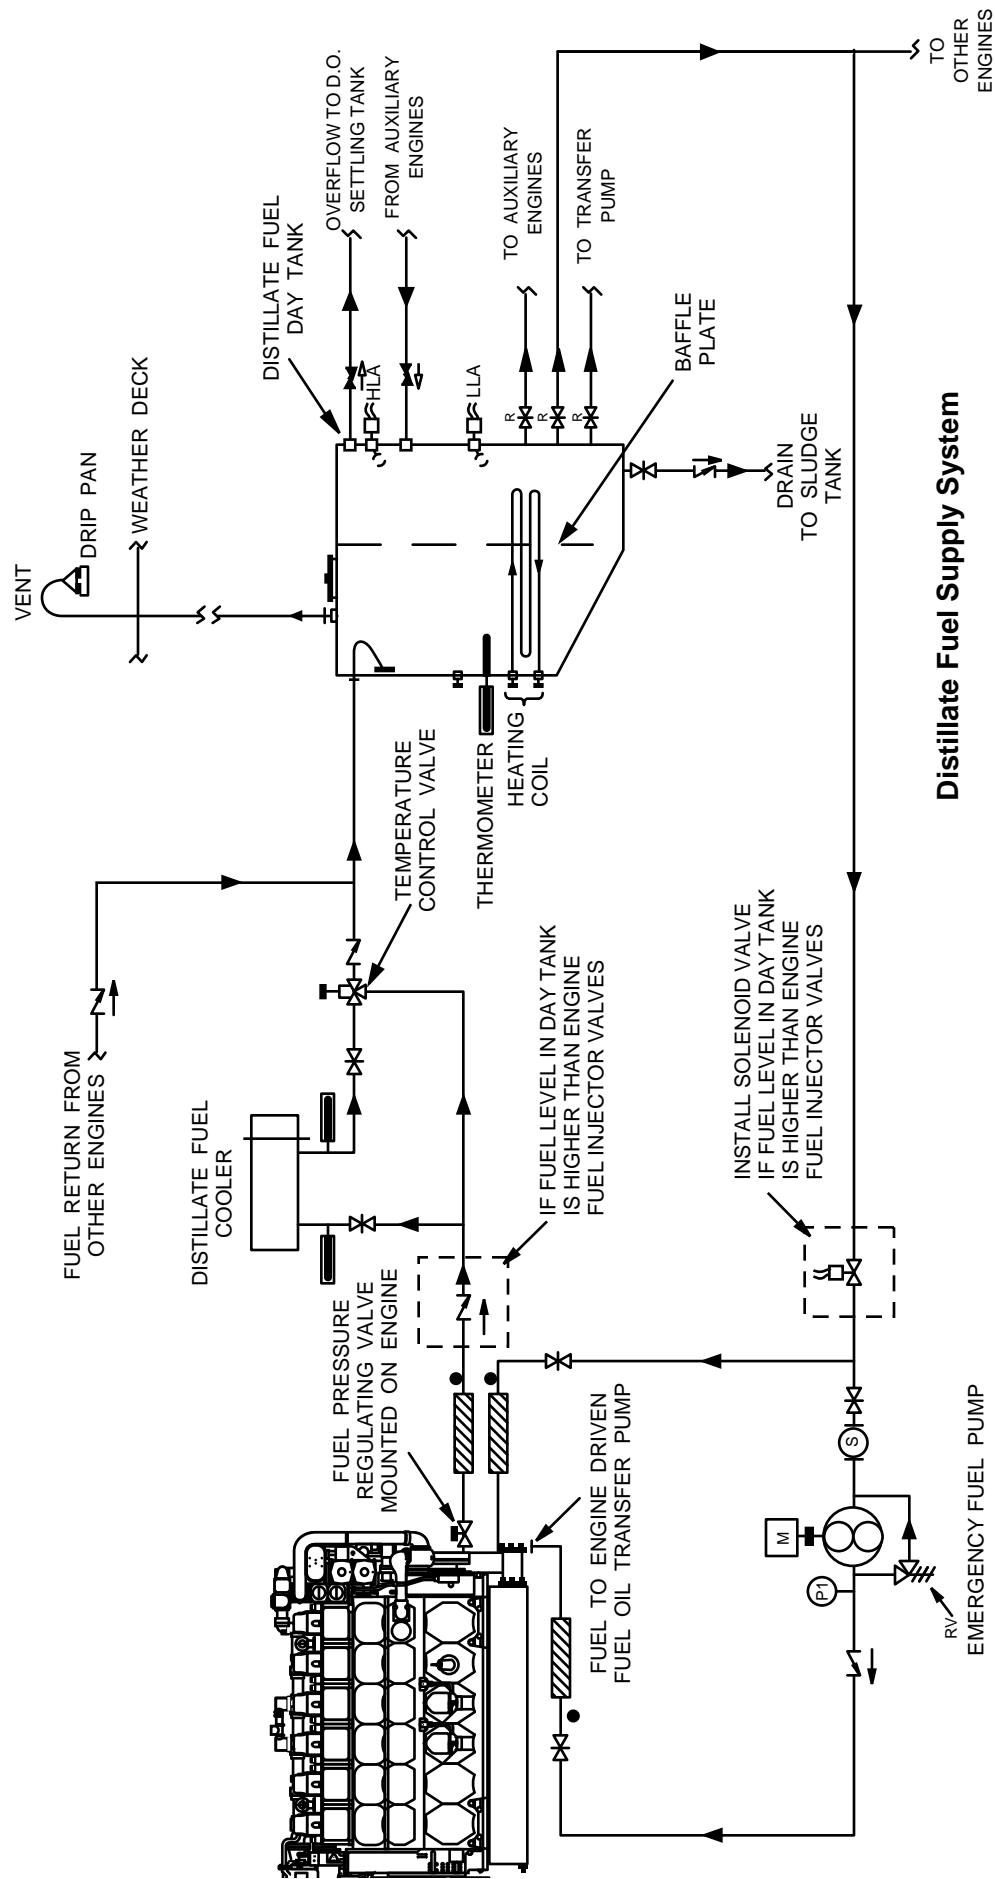 VENT
DRIP PAN
WEATHER DECK
DISTILLATE FUEL
DAY TANK
OVERFLOW TO D.O.
SETTLING TANK
FROM AUXILIARY
ENGINES
HLA
LLA
TO AUXILIARY
ENGINES
TO TRANSFER
PUMP
R
R
R
BAFFLE
PLATE
DRAIN
TO SLUDGE
TANK
TO
OTHER
ENGINES
THERMOMETER
HEATING
COIL
TEMPERATURE
CONTROL VALVE
FUEL RETURN FROM
OTHER ENGINES
DISTILLATE FUEL
COOLER
IF FUEL LEVEL IN DAY TANK
IS HIGHER THAN ENGINE
FUEL INJECTOR VALVES
INSTALL SOLENOID VALVE
IF FUEL LEVEL IN DAY TANK
IS HIGHER THAN ENGINE
FUEL INJECTOR VALVES
FUEL PRESSURE
REGULATING VALVE
MOUNTED ON ENGINE
FUEL TO ENGINE DRIVEN
FUEL OIL TRANSFER PUMP
S
M
P1
RV
EMERGENCY FUEL PUMP
Distillate Fuel Supply System